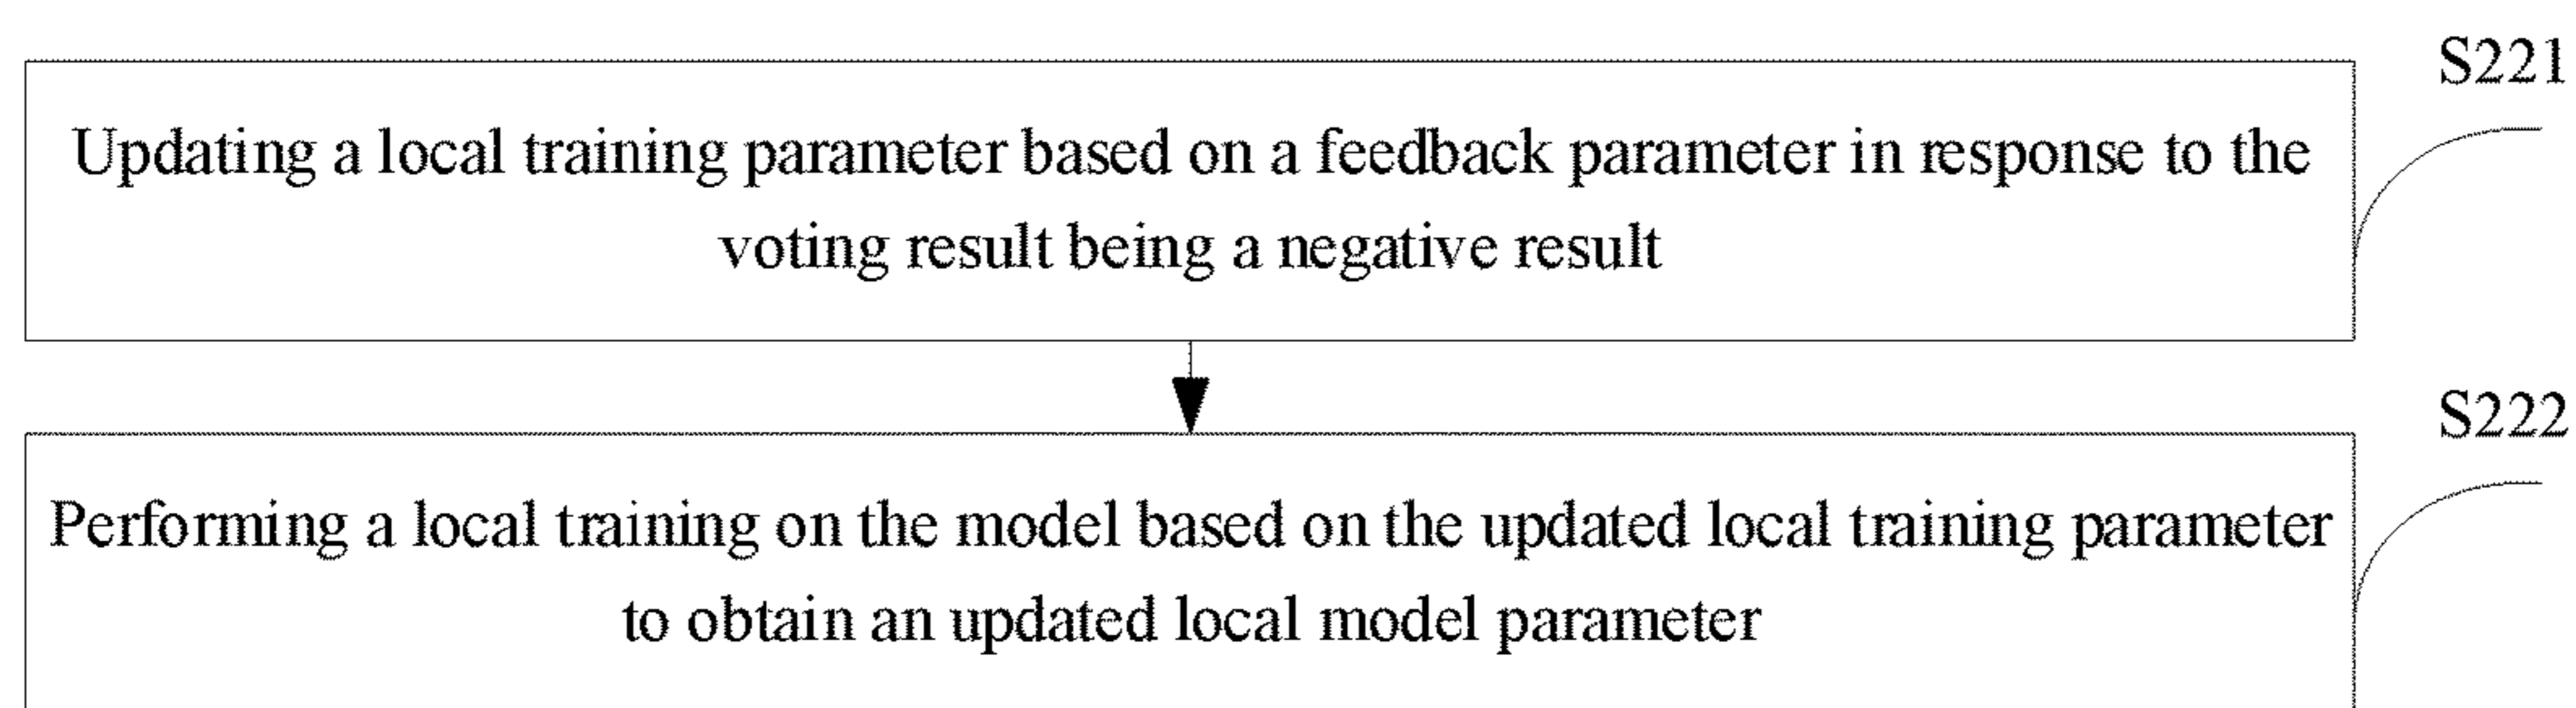 S221
Updating a local training parameter based on a feedback parameter in response to the
voting result being a negative result
S222
Performing a local training on the model based on the updated local training parameter
to obtain an updated local model parameter